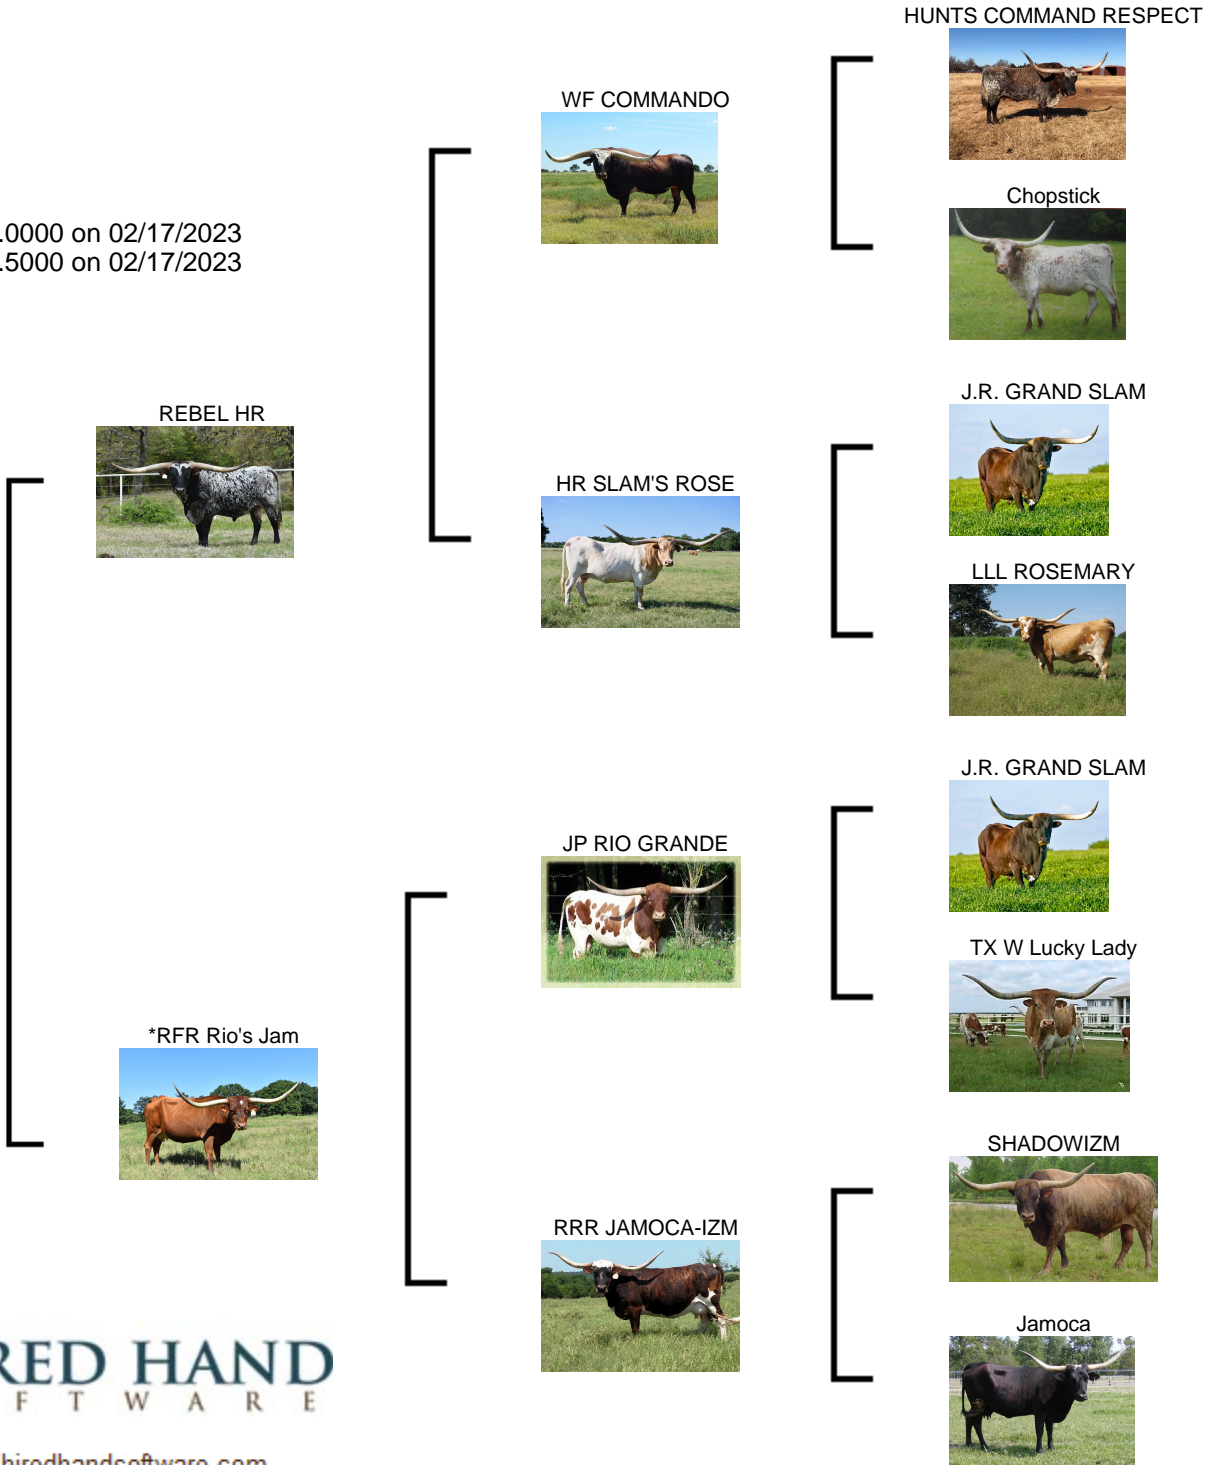 HUNTS COMMAND RESPECT
WF COMMANDO
Chopstick
.0000 on 02/17/2023
.5000 on 02/17/2023
J.R. GRAND SLAM
REBEL HR
HR SLAM'S ROSE
LLL ROSEMARY
J.R. GRAND SLAM
JP RIO GRANDE
TX W Lucky Lady
*RFR Rio's Jam
SHADOWIZM
RRR JAMOCA-IZM
Jamoca
RED HAND
F T W A R E
hiredhandsoftware.com